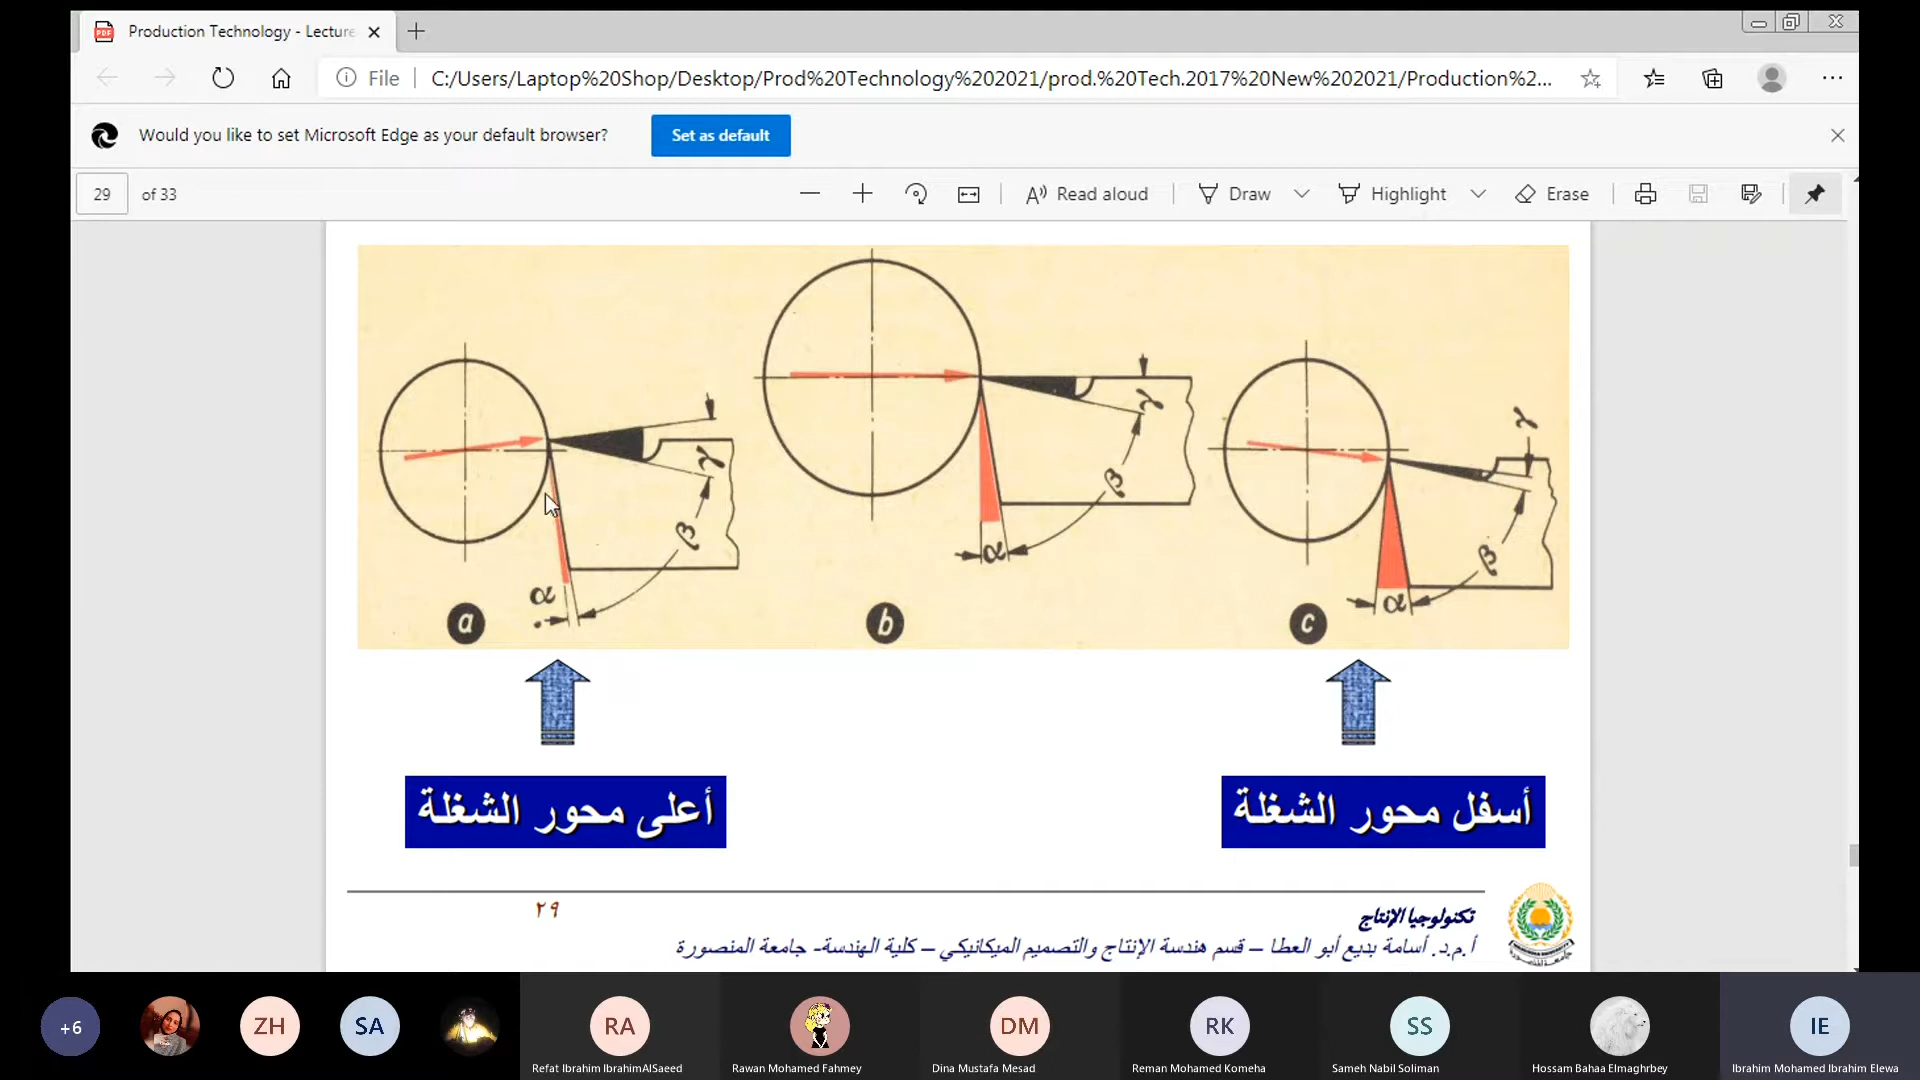 Production Technology - Lecture
File
C:/Users/Laptop%20Shop/Desktop/Prod%20Technology%202021/prod.%20Tech.2017%20New%202021/Production%2...
Would you like to set Microsoft Edge as your default browser?
Set as default
29 of 33
Read aloud
Draw
Highlight
Erase
γ
β
α
a
γ
β
α
b
γ
β
α
c
أعلى محور الشغلة
أسفل محور الشغلة
٢٩
تكنولوجيا الإنتاج
أ.م.د. أسامة بديع أبو العطا – قسم هندسة الإنتاج والتصميم الميكانيكي – كلية الهندسة- جامعة المنصورة
+6
ZH
SA
RA
DM
RK
SS
IE
Refat Ibrahim IbrahimAlSaeed
Rawan Mohamed Fahmey
Dina Mustafa Mesad
Reman Mohamed Komeha
Sameh Nabil Soliman
Hossam Bahaa Elmaghrbey
Ibrahim Mohamed Ibrahim Elewa